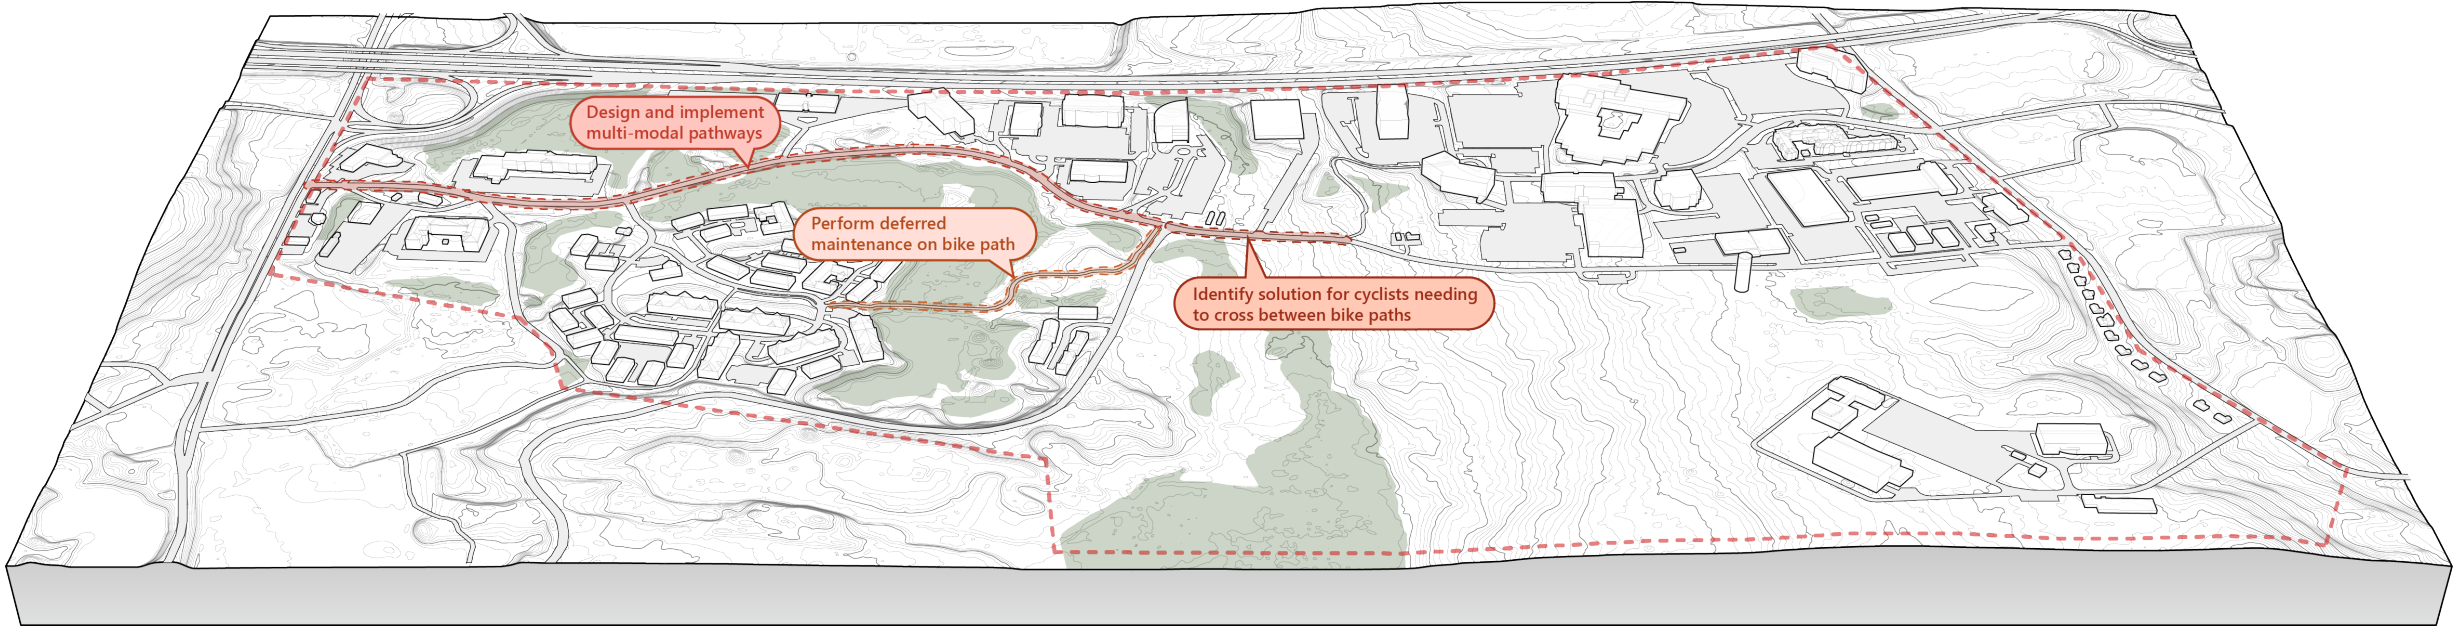 Design and implement
multi-modal pathways
Perform deferred
maintenance on bike path
Identify solution for cyclists needing
to cross between bike paths